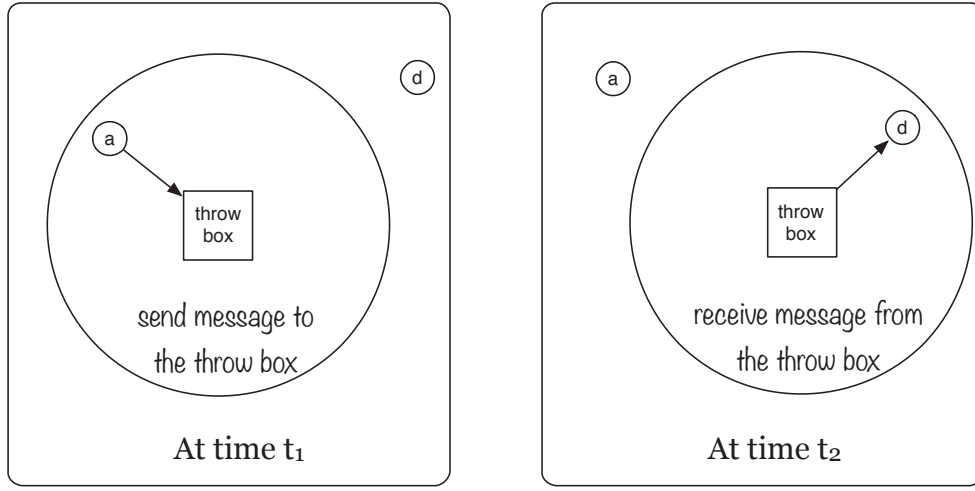 d
a
throw
box
send message to
the throw box
At time t₁
a
d
throw
box
receive message from
the throw box
At time t₂